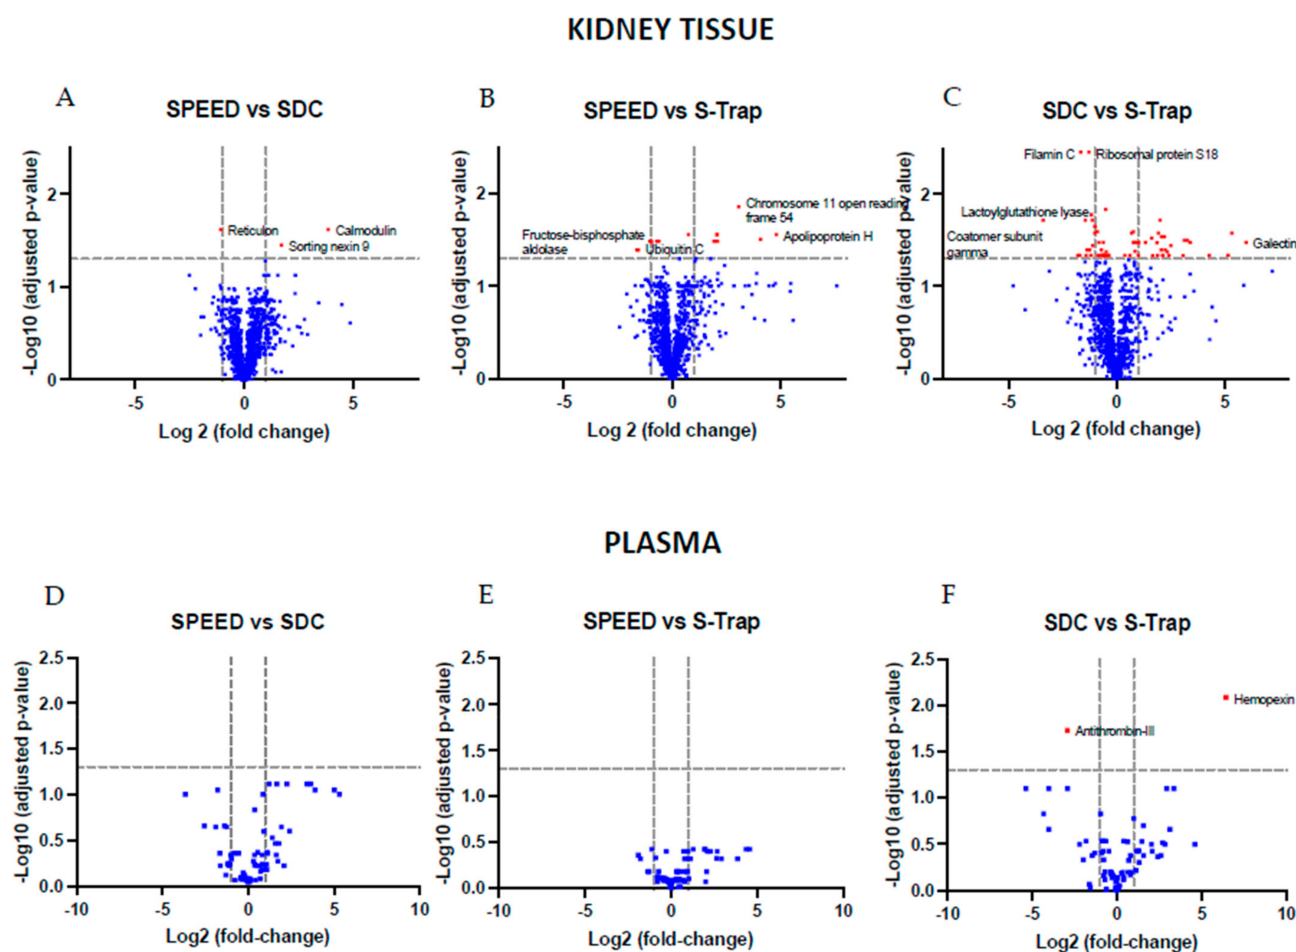 KIDNEY TISSUE
A
SPEED vs SDC
-Log10 (adjusted p-value)
2
1
0
Reticulon
Calmodulin
Sorting nexin 9
-5
0
5
Log 2 (fold change)
B
SPEED vs S-Trap
-Log10 (adjusted p-value)
2
1
0
Chromosome 11 open reading
frame 54
Fructose-bisphosphate
aldolase
Ubiquitin C
Apolipoprotein H
-5
0
5
Log 2 (fold change)
C
SDC vs S-Trap
-Log10 (adjusted p-value)
2
1
0
Filamin C
Ribosomal protein S18
Lactoylglutathione lyase
Coatomer subunit
gamma
Galectin
-5
0
5
Log 2 (fold change)
PLASMA
D
SPEED vs SDC
-Log10 (adjusted p-value)
2.5
2.0
1.5
1.0
0.5
0.0
-10
-5
0
5
10
Log2 (fold-change)
E
SPEED vs S-Trap
-Log10 (adjusted p-value)
2.5
2.0
1.5
1.0
0.5
0.0
-10
-5
0
5
10
Log2 (fold-change)
F
SDC vs S-Trap
-Log10 (adjusted p-value)
2.5
2.0
1.5
1.0
0.5
0.0
Hemopexin
Antithrombin-III
-10
-5
0
5
10
Log2 (fold-change)